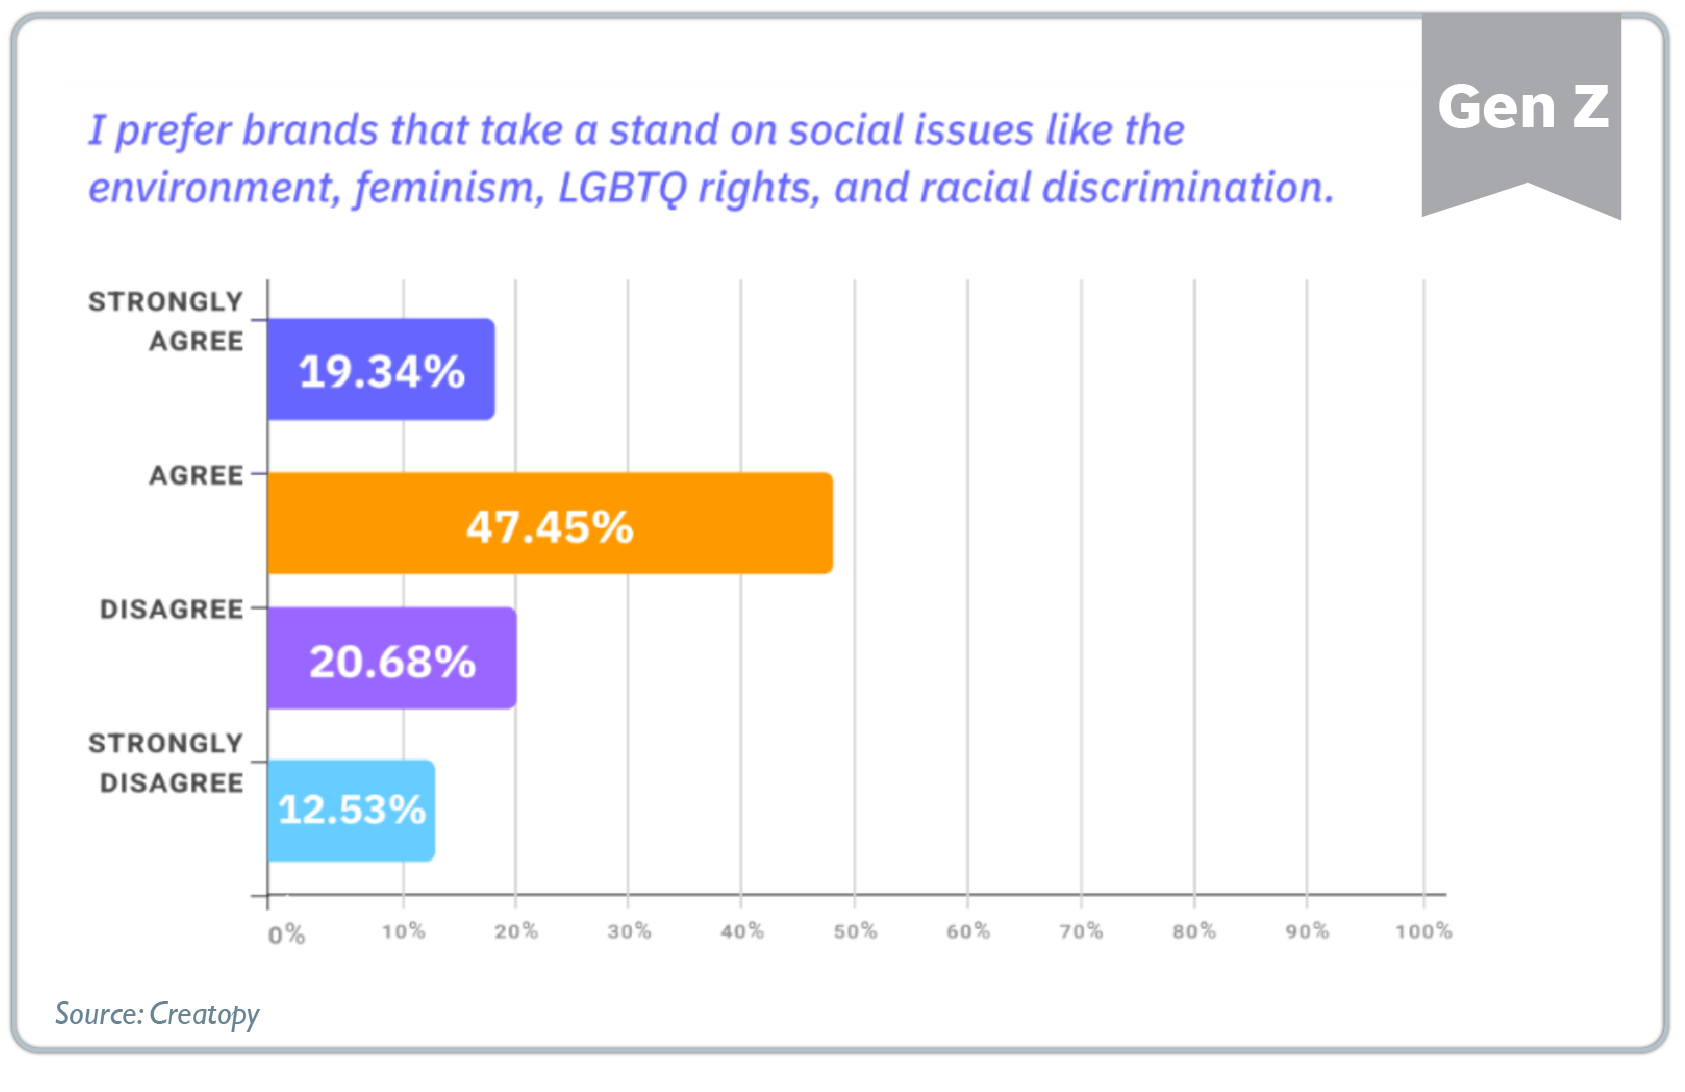 Gen Z
I prefer brands that take a stand on social issues like the
environment, feminism, LGBTQ rights, and racial discrimination.
STRONGLY
AGREE
19.34%
AGREE
47.45%
DISAGREE
20.68%
STRONGLY
DISAGREE
12.53%
0% 10% 20% 30% 40% 50% 60% 70% 80% 90% 100%
Source: Creatopy